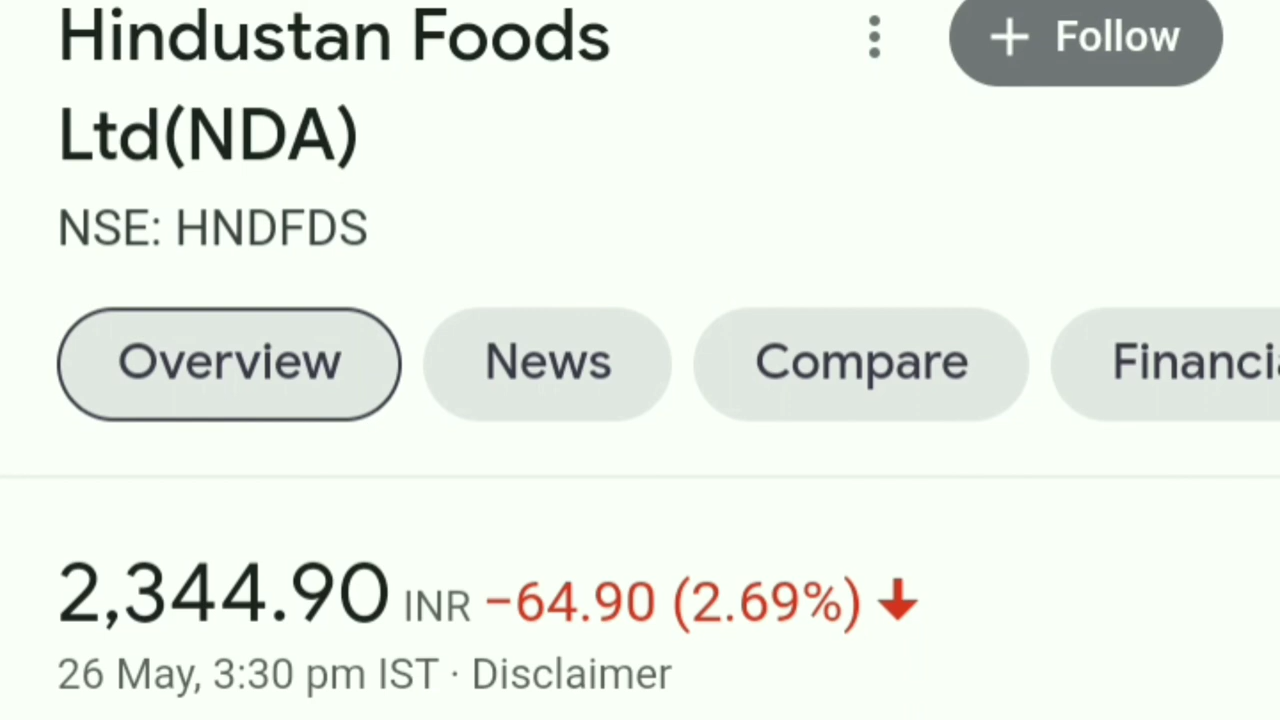 Hindustan Foods
Ltd(NDA)
+ Follow
NSE: HNDFDS
Overview
News
Compare
Financia
2,344.90 INR −64.90 (2.69%) ↓
26 May, 3:30 pm IST · Disclaimer